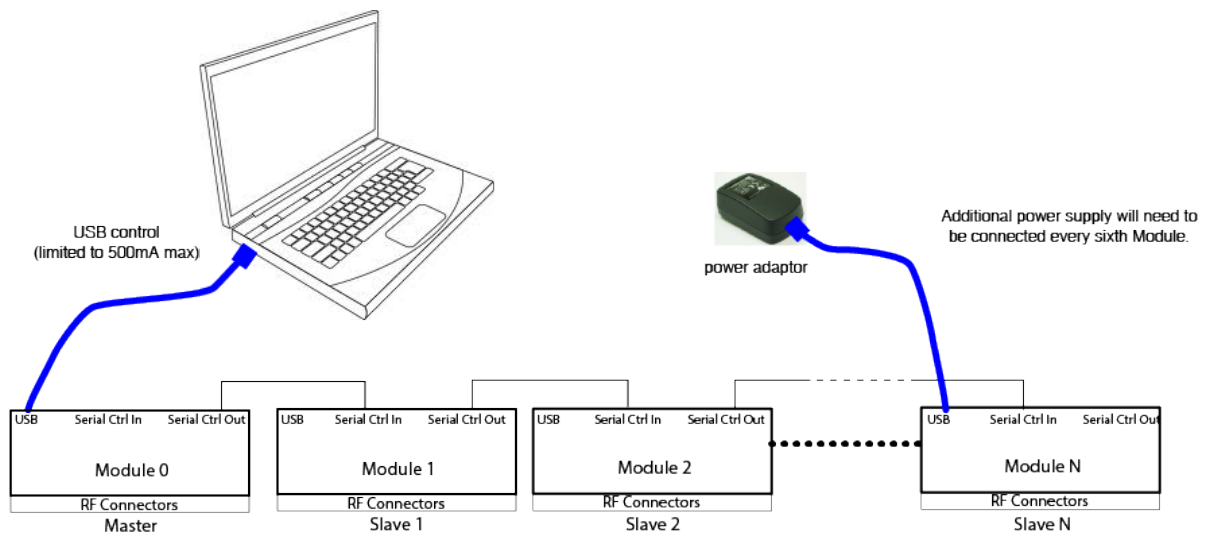 USB control
(limited to 500mA max)
power adaptor
Additional power supply will need to
be connected every sixth Module.
USB Serial Ctrl In Serial Ctrl Out
Module 0
RF Connectors
Master
USB Serial Ctrl In Serial Ctrl Out
Module 1
RF Connectors
Slave 1
USB Serial Ctrl In Serial Ctrl Out
Module 2
RF Connectors
Slave 2
USB Serial Ctrl In Serial Ctrl Out
Module N
RF Connectors
Slave N